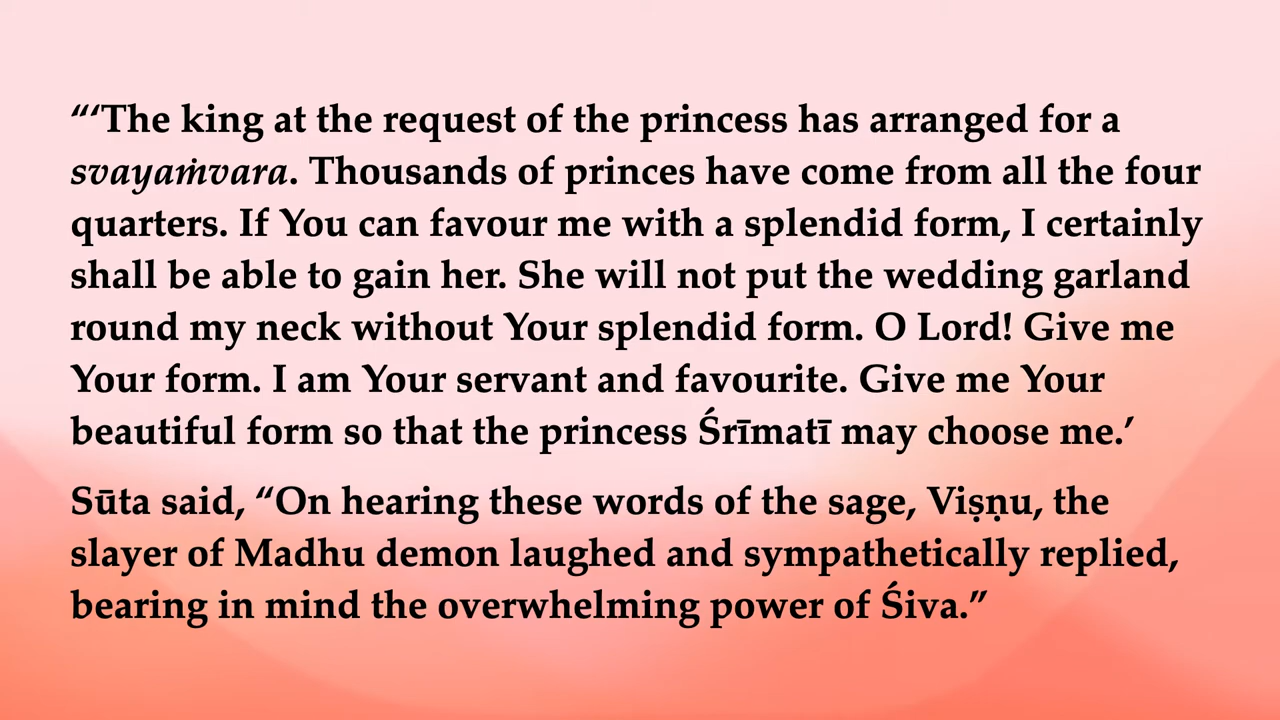 “‘The king at the request of the princess has arranged for a
svayaṁvara. Thousands of princes have come from all the four
quarters. If You can favour me with a splendid form, I certainly
shall be able to gain her. She will not put the wedding garland
round my neck without Your splendid form. O Lord! Give me
Your form. I am Your servant and favourite. Give me Your
beautiful form so that the princess Śrīmatī may choose me.’
Sūta said, “On hearing these words of the sage, Viṣṇu, the
slayer of Madhu demon laughed and sympathetically replied,
bearing in mind the overwhelming power of Śiva.”